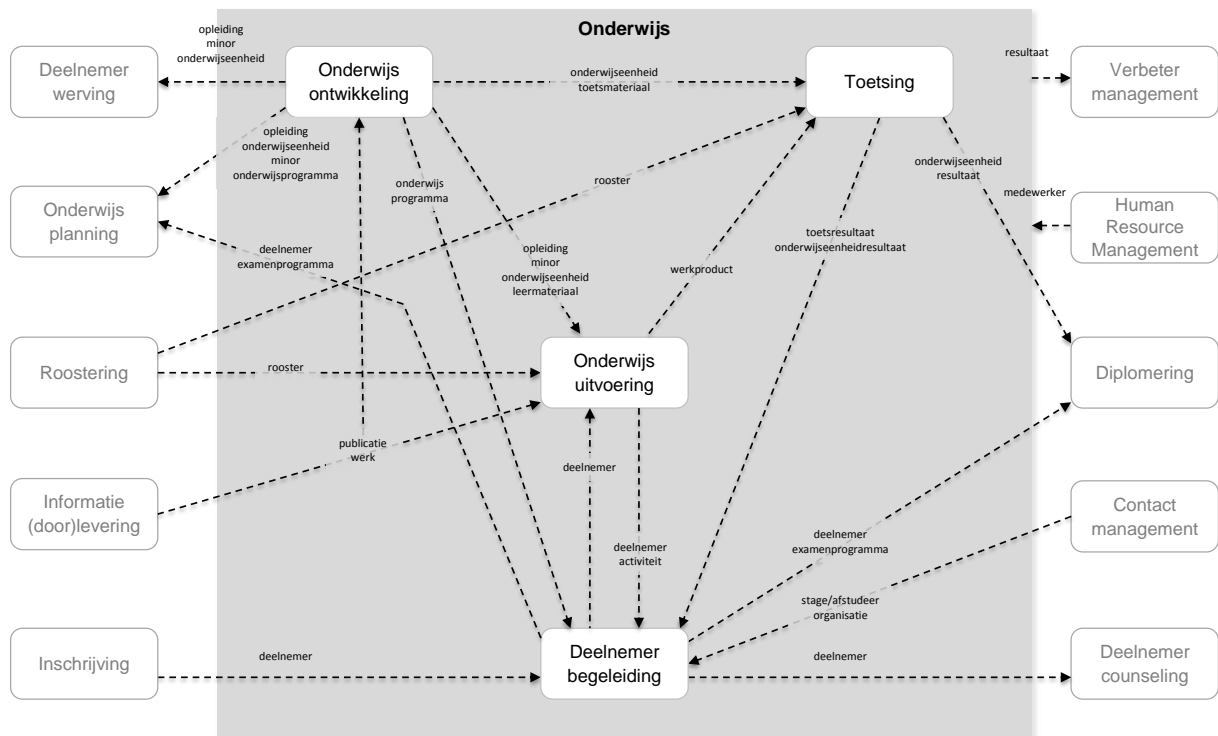 Onderwijs
opleiding
minor
onderwijseenheid
Deelnemer
werving
Onderwijs
ontwikkeling
onderwijseenheid
toetsmateriaal
Toetsing
resultaat
Verbeter
management
opleiding
onderwijseenheid
minor
onderwijsprogramma
onderwijs
programma
rooster
onderwijseenheid
resultaat
medewerker
Onderwijs
planning
Human
Resource
Management
deelnemer
examenprogramma
opleiding
minor
onderwijseenheid
leermateriaal
werkproduct
toetsresultaat
onderwijseenheidresultaat
Roostering
rooster
Onderwijs
uitvoering
Diplomering
publicatie
werk
deelnemer
Informatie
(door)levering
Contact
management
deelnemer
activiteit
deelnemer
examenprogramma
stage/afstudeer
organisatie
Inschrijving
deelnemer
Deelnemer
begeleiding
deelnemer
Deelnemer
counseling